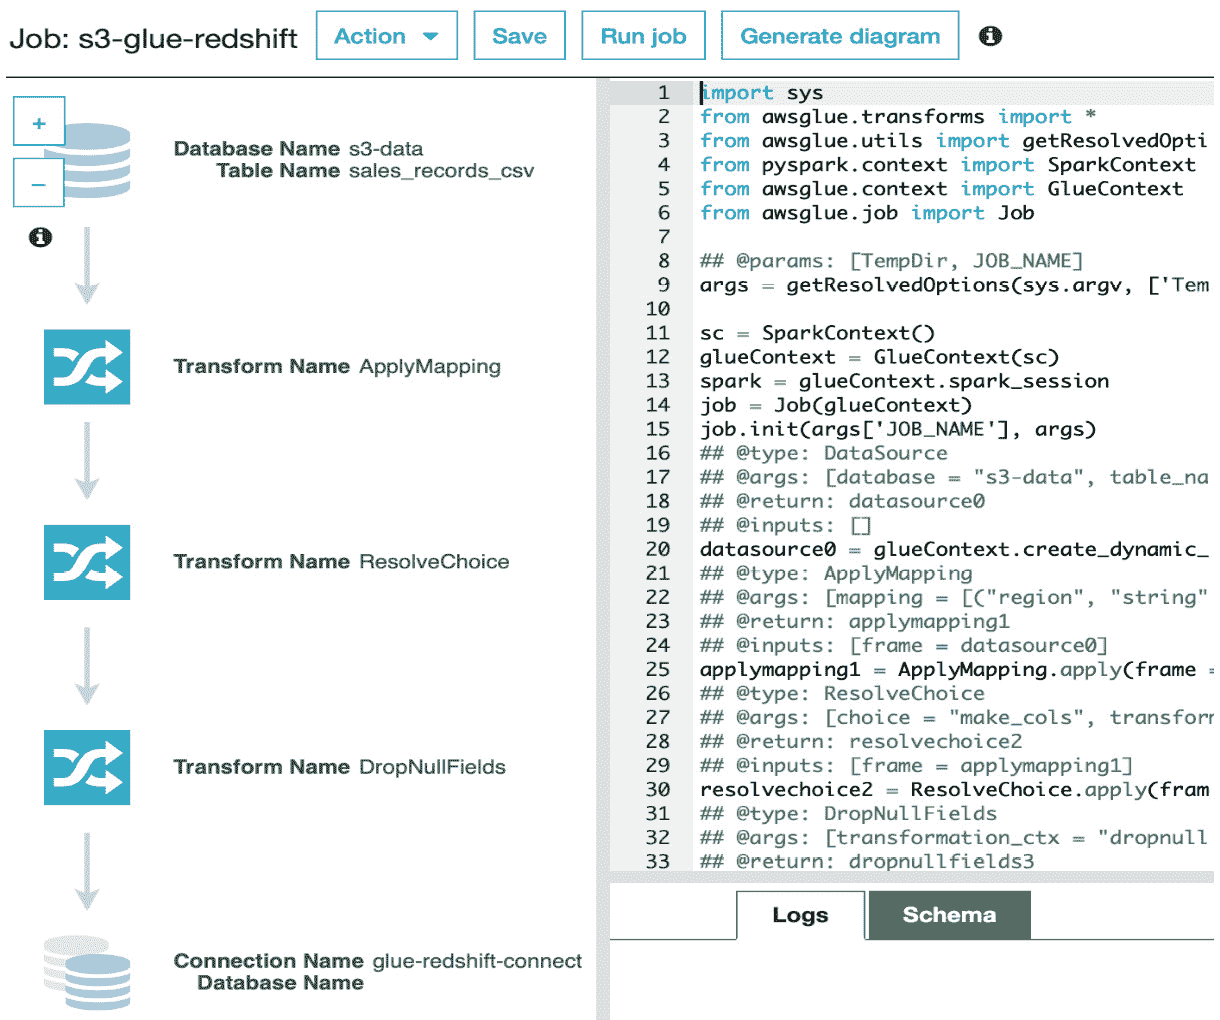 Job: s3-glue-redshift Action Save Run job Generate diagram
Database Name s3-data
Table Name sales_records_csv
Transform Name ApplyMapping
Transform Name ResolveChoice
Transform Name DropNullFields
Connection Name glue-redshift-connect
Database Name
1 import sys
2 from awsglue.transforms import *
3 from awsglue.utils import getResolvedOpti
4 from pyspark.context import SparkContext
5 from awsglue.context import GlueContext
6 from awsglue.job import Job
7
8 ## @params: [TempDir, JOB_NAME]
9 args = getResolvedOptions(sys.argv, ['Tem
10
11 sc = SparkContext()
12 glueContext = GlueContext(sc)
13 spark = glueContext.spark_session
14 job = Job(glueContext)
15 job.init(args['JOB_NAME'], args)
16 ## @type: DataSource
17 ## @args: [database = "s3-data", table_na
18 ## @return: datasource0
19 ## @inputs: []
20 datasource0 = glueContext.create_dynamic_
21 ## @type: ApplyMapping
22 ## @args: [mapping = [("region", "string"
23 ## @return: applymapping1
24 ## @inputs: [frame = datasource0]
25 applymapping1 = ApplyMapping.apply(frame =
26 ## @type: ResolveChoice
27 ## @args: [choice = "make_cols", transform
28 ## @return: resolvechoice2
29 ## @inputs: [frame = applymapping1]
30 resolvechoice2 = ResolveChoice.apply(fram
31 ## @type: DropNullFields
32 ## @args: [transformation_ctx = "dropnull
33 ## @return: dropnullfields3
Logs Schema